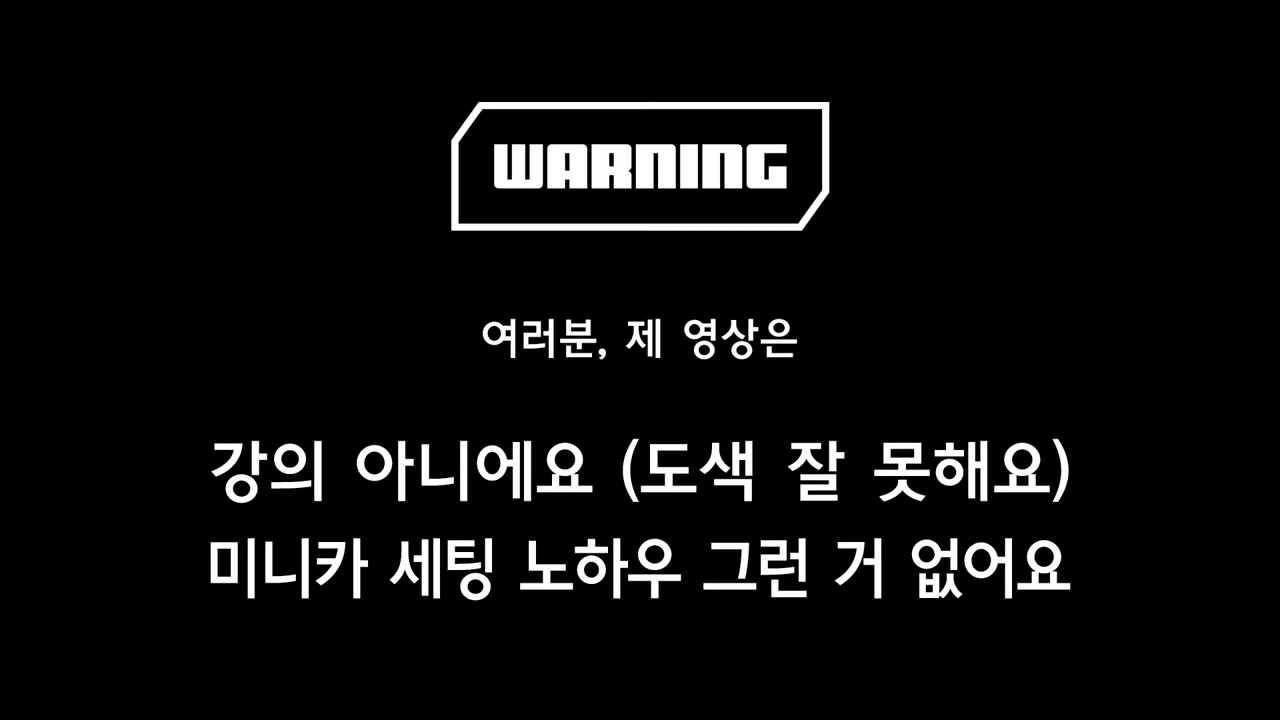 WARNING
여러분, 제 영상은
강의 아니에요 (도색 잘 못해요)
미니카 세팅 노하우 그런 거 없어요